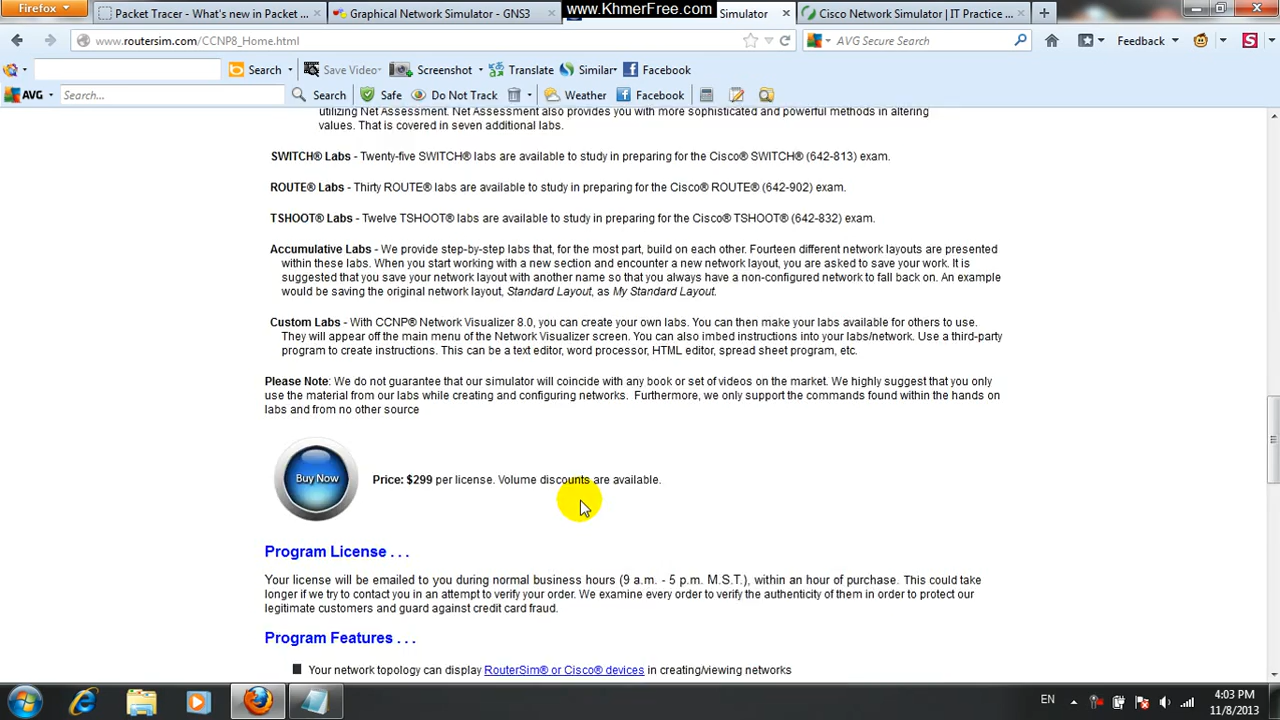 Firefox
www.KhmerFree.com
Packet Tracer - What's new in Packet ...
Graphical Network Simulator - GNS3
Simulator
Cisco Network Simulator | IT Practice ...
www.routersim.com/CCNP8_Home.html
AVG Secure Search
Feedback
Search
Save Video
Screenshot
Translate
Similar
Facebook
AVG
Search...
Search
Safe
Do Not Track
Weather
Facebook
utilizing Net Assessment. Net Assessment also provides you with more sophisticated and powerful methods in altering
values. That is covered in seven additional labs.
SWITCH® Labs - Twenty-five SWITCH® labs are available to study in preparing for the Cisco® SWITCH® (642-813) exam.
ROUTE® Labs - Thirty ROUTE® labs are available to study in preparing for the Cisco® ROUTE® (642-902) exam.
TSHOOT® Labs - Twelve TSHOOT® labs are available to study in preparing for the Cisco® TSHOOT® (642-832) exam.
Accumulative Labs - We provide step-by-step labs that, for the most part, build on each other. Fourteen different network layouts are presented
within these labs. When you start working with a new section and encounter a new network layout, you are asked to save your work. It is
suggested that you save your network layout with another name so that you always have a non-configured network to fall back on. An example
would be saving the original network layout, Standard Layout, as My Standard Layout.
Custom Labs - With CCNP® Network Visualizer 8.0, you can create your own labs. You can then make your labs available for others to use.
They will appear off the main menu of the Network Visualizer screen. You can also imbed instructions into your labs/network. Use a third-party
program to create instructions. This can be a text editor, word processor, HTML editor, spread sheet program, etc.
Please Note: We do not guarantee that our simulator will coincide with any book or set of videos on the market. We highly suggest that you only
use the material from our labs while creating and configuring networks. Furthermore, we only support the commands found within the hands on
labs and from no other source
Buy Now
Price: $299 per license. Volume discounts are available.
Program License . . .
Your license will be emailed to you during normal business hours (9 a.m. - 5 p.m. M.S.T.), within an hour of purchase. This could take
longer if we try to contact you in an attempt to verify your order. We examine every order to verify the authenticity of them in order to protect our
legitimate customers and guard against credit card fraud.
Program Features . . .
Your network topology can display RouterSim® or Cisco® devices in creating/viewing networks
EN
4:03 PM
11/8/2013